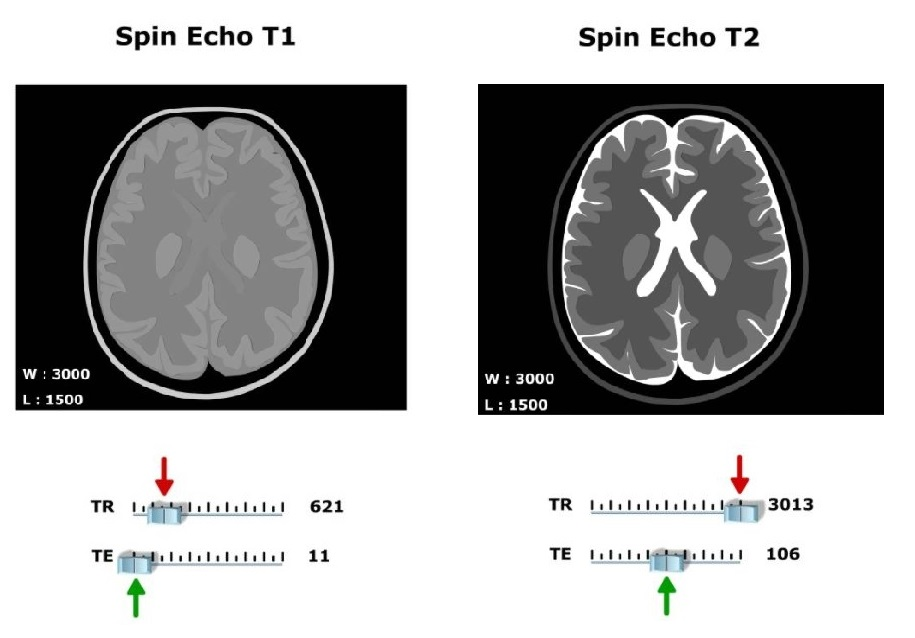 Spin Echo T1
Spin Echo T2
W : 3000
L : 1500
W : 3000
L : 1500
TR 621
TE 11
TR 3013
TE 106